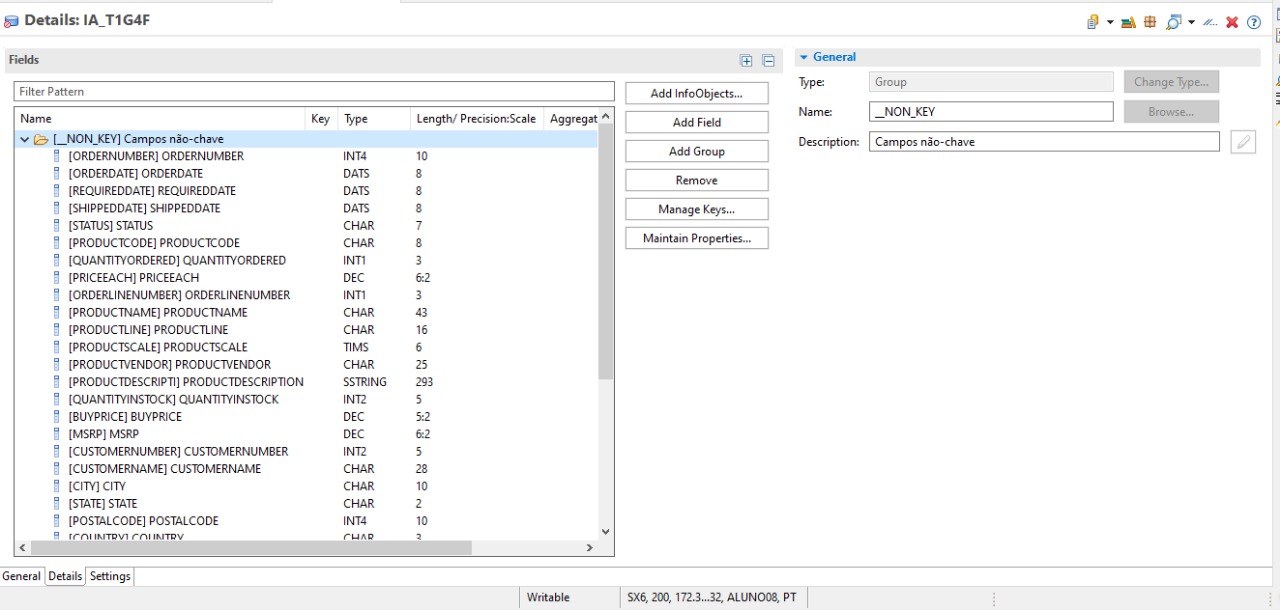 Details: IA_T1G4F
Fields
Filter Pattern
Name Key Type Length/ Precision:Scale Aggregat
[__NON_KEY] Campos não-chave
[ORDERNUMBER] ORDERNUMBER INT4 10
[ORDERDATE] ORDERDATE DATS 8
[REQUIREDDATE] REQUIREDDATE DATS 8
[SHIPPEDDATE] SHIPPEDDATE DATS 8
[STATUS] STATUS CHAR 7
[PRODUCTCODE] PRODUCTCODE CHAR 8
[QUANTITYORDERED] QUANTITYORDERED INT1 3
[PRICEEACH] PRICEEACH DEC 6:2
[ORDERLINENUMBER] ORDERLINENUMBER INT1 3
[PRODUCTNAME] PRODUCTNAME CHAR 43
[PRODUCTLINE] PRODUCTLINE CHAR 16
[PRODUCTSCALE] PRODUCTSCALE TIMS 6
[PRODUCTVENDOR] PRODUCTVENDOR CHAR 25
[PRODUCTDESCRIPTI] PRODUCTDESCRIPTION SSTRING 293
[QUANTITYINSTOCK] QUANTITYINSTOCK INT2 5
[BUYPRICE] BUYPRICE DEC 5:2
[MSRP] MSRP DEC 6:2
[CUSTOMERNUMBER] CUSTOMERNUMBER INT2 5
[CUSTOMERNAME] CUSTOMERNAME CHAR 28
[CITY] CITY CHAR 10
[STATE] STATE CHAR 2
[POSTALCODE] POSTALCODE INT4 10
[COUNTRY] COUNTRY CHAR 3
Add InfoObjects...
Add Field
Add Group
Remove
Manage Keys...
Maintain Properties...
General
Type: Group Change Type...
Name: __NON_KEY Browse...
Description: Campos não-chave
General Details Settings
Writable SX6, 200, 172.3...32, ALUNO08, PT